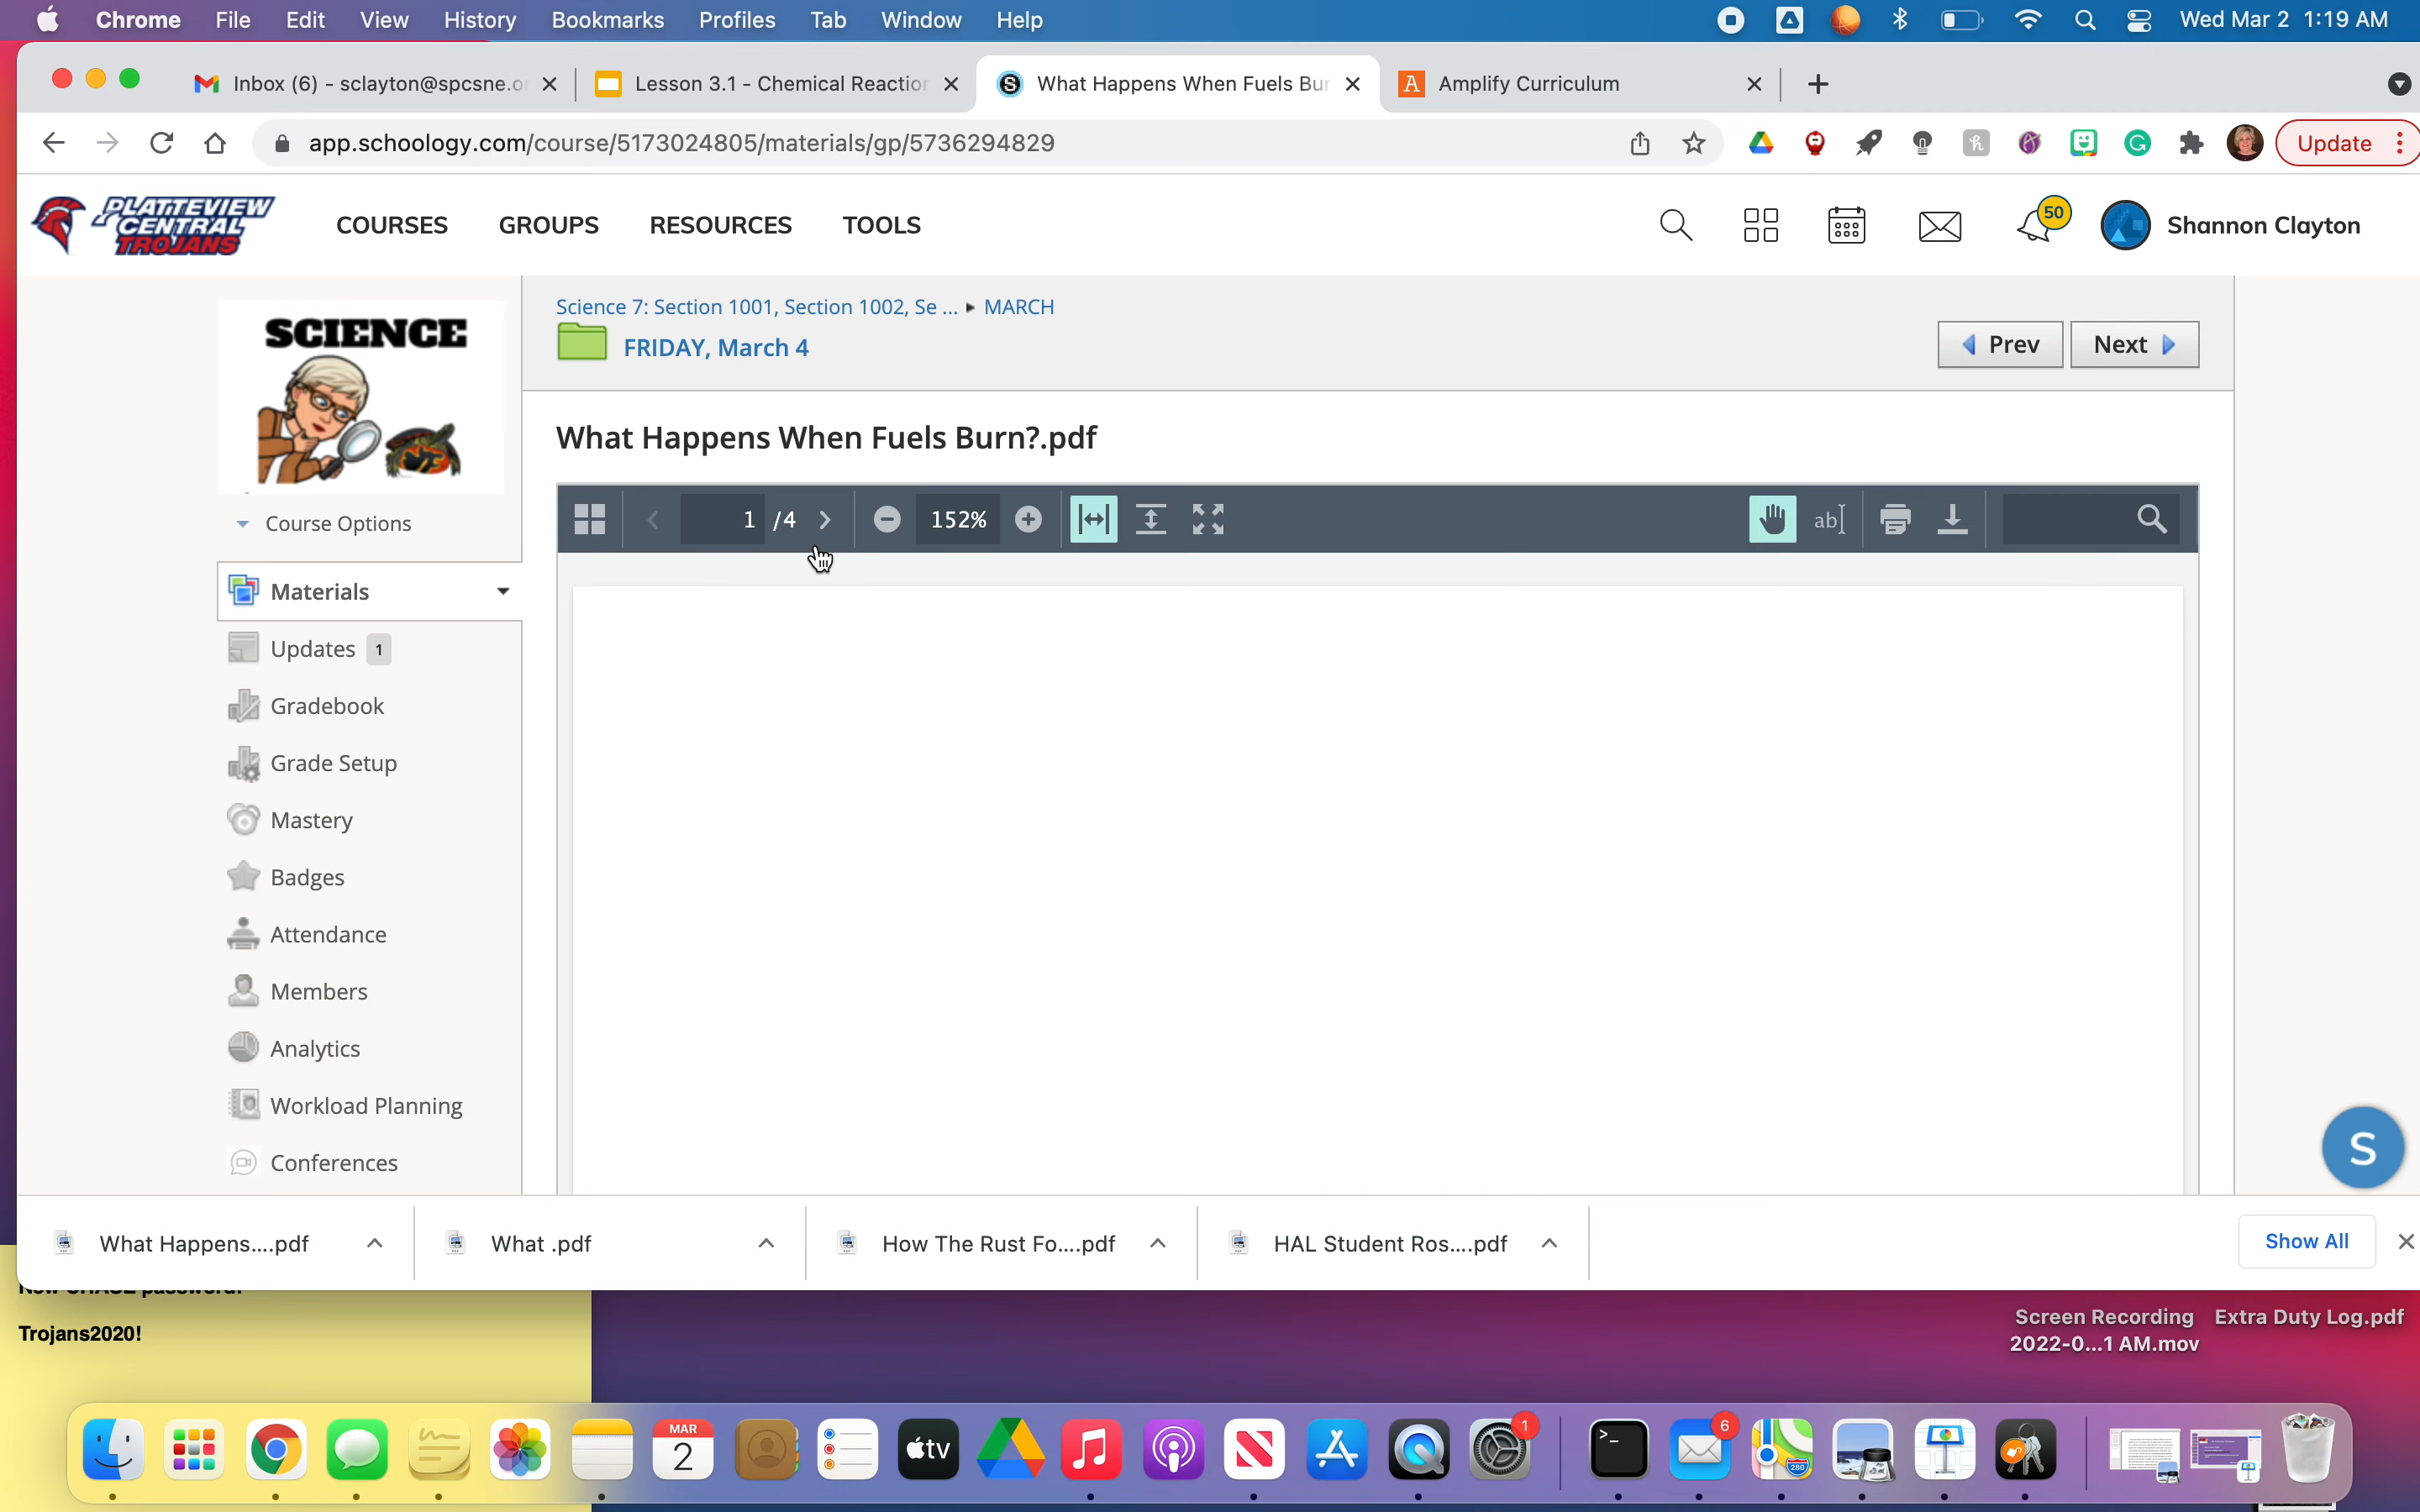 Chrome File Edit View History Bookmarks Profiles Tab Window Help Wed Mar 2 1:19 AM
Inbox (6) - sclayton@spcsne.or Lesson 3.1 - Chemical Reaction What Happens When Fuels Bur Amplify Curriculum
app.schoology.com/course/5173024805/materials/gp/5736294829 Update
PLATTEVIEW
CENTRAL
TROJANS
COURSES GROUPS RESOURCES TOOLS 50 Shannon Clayton
SCIENCE
Course Options
Materials
Updates 1
Gradebook
Grade Setup
Mastery
Badges
Attendance
Members
Analytics
Workload Planning
Conferences
Science 7: Section 1001, Section 1002, Se ... MARCH
FRIDAY, March 4
Prev Next
What Happens When Fuels Burn?.pdf
1 /4 152% ab
S
What Happens....pdf What .pdf How The Rust Fo....pdf HAL Student Ros....pdf Show All
Trojans2020!
Screen Recording
2022-0...1 AM.mov
Extra Duty Log.pdf
MAR
2
tv
1
6
280